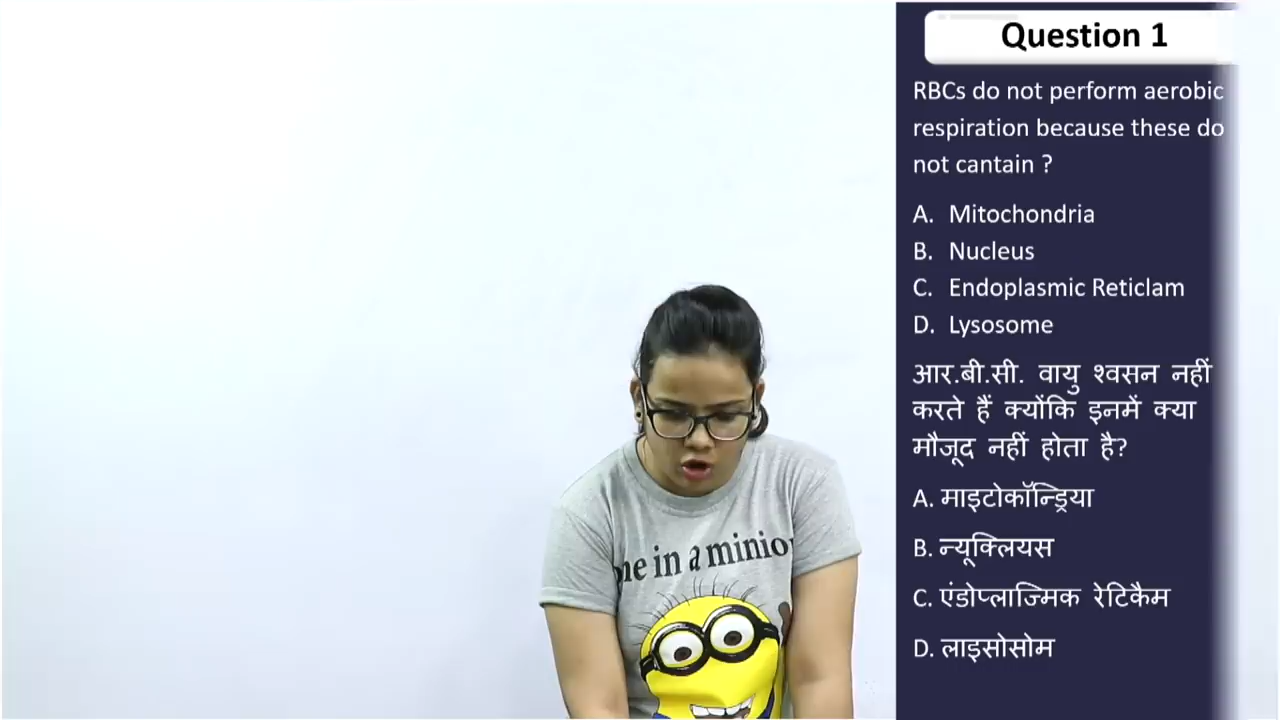 Question 1
RBCs do not perform aerobic
respiration because these do
not cantain ?
A. Mitochondria
B. Nucleus
C. Endoplasmic Reticlam
D. Lysosome
आर.बी.सी. वायु श्वसन नहीं
करते हैं क्योंकि इनमें क्या
मौजूद नहीं होता है?
A. माइटोकॉन्ड्रिया
B. न्यूक्लियस
C. एंडोप्लाज्मिक रेटिकैम
D. लाइसोसोम
ne in a minion